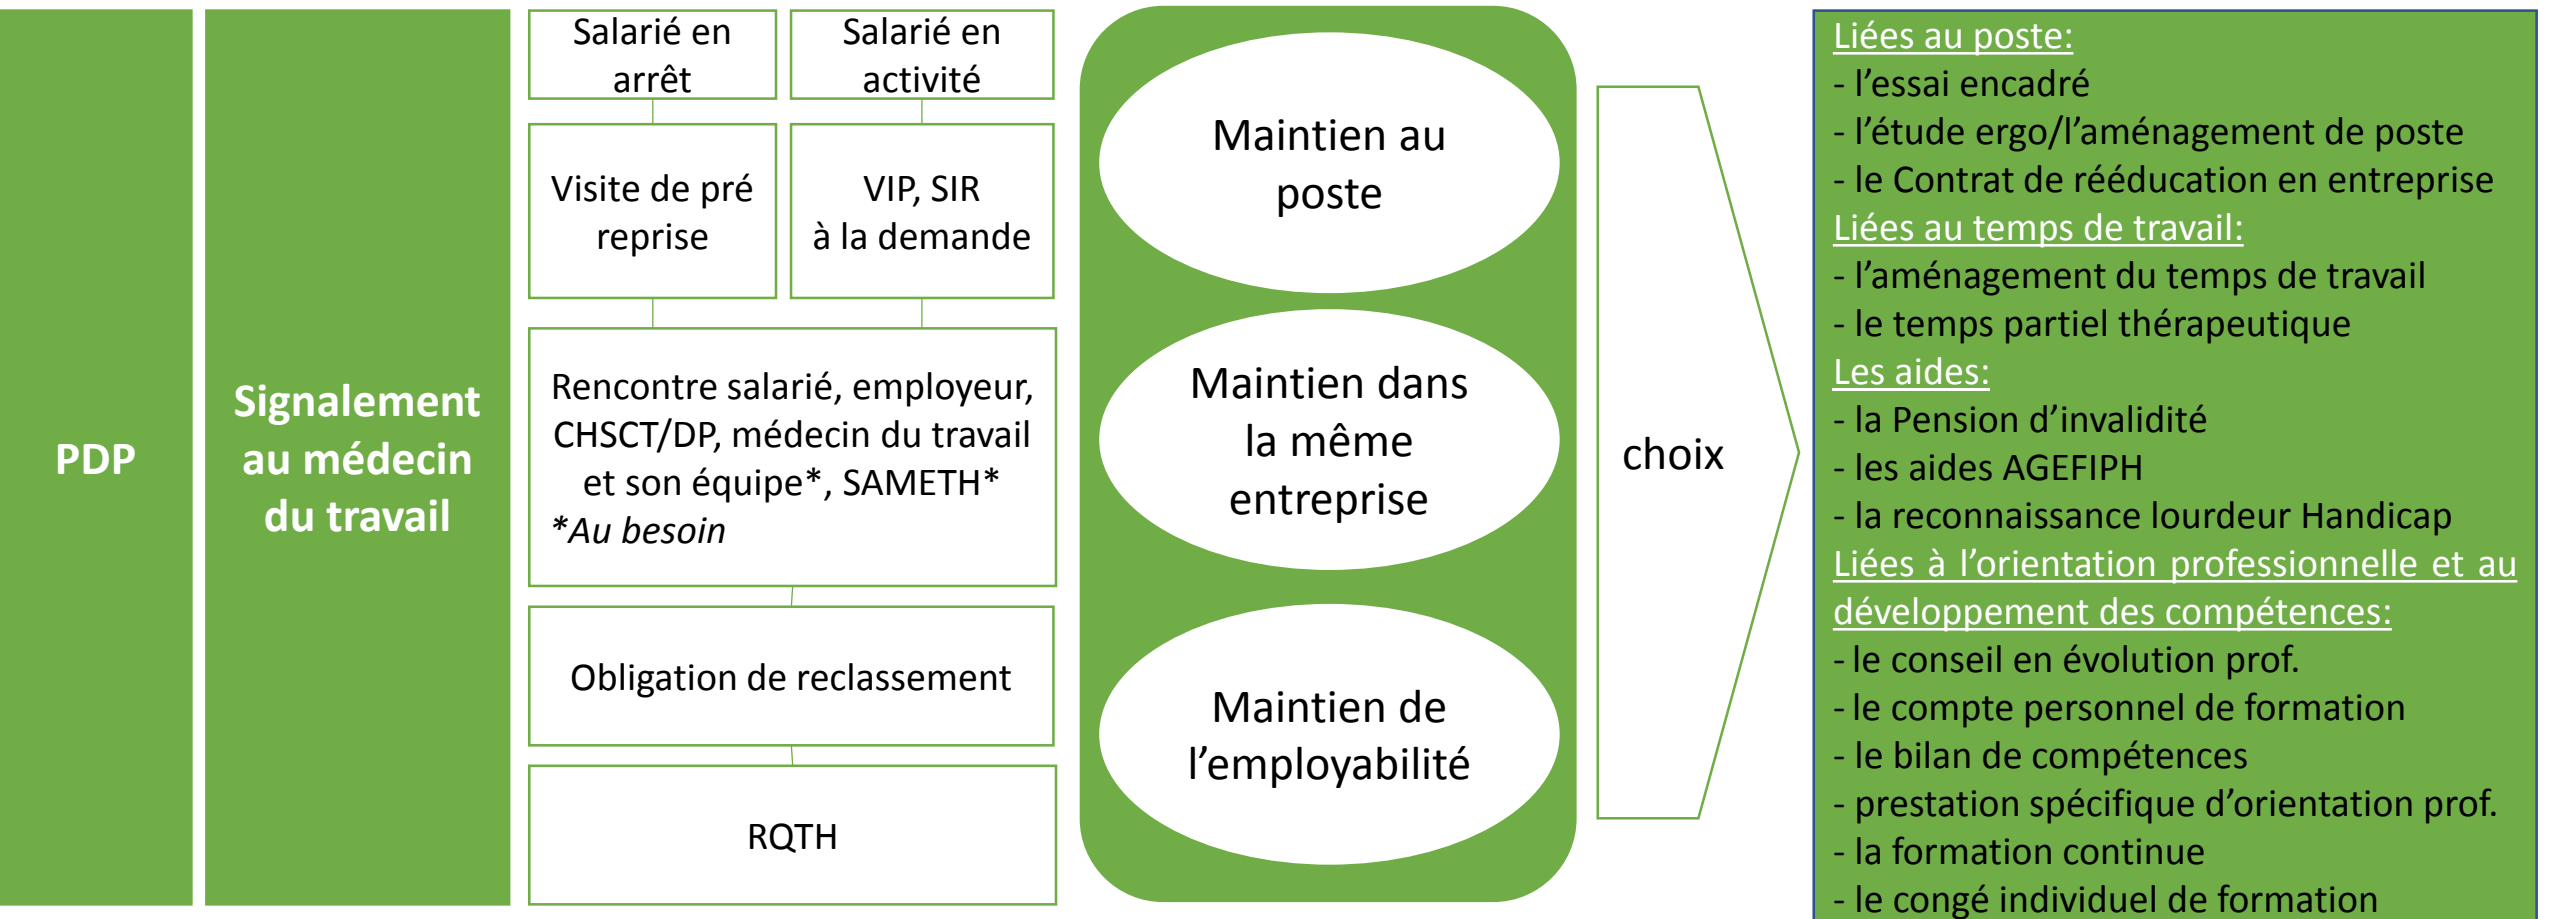 PDP
Signalement
au médecin
du travail
Salarié en
arrêt
Salarié en
activité
Visite de pré
reprise
VIP, SIR
à la demande
Rencontre salarié, employeur,
CHSCT/DP, médecin du travail
et son équipe*, SAMETH*
*Au besoin
Obligation de reclassement
RQTH
Maintien au
poste
Maintien dans
la même
entreprise
Maintien de
l’employabilité
choix
Liées au poste:
- l’essai encadré
- l’étude ergo/l’aménagement de poste
- le Contrat de rééducation en entreprise
Liées au temps de travail:
- l’aménagement du temps de travail
- le temps partiel thérapeutique
Les aides:
- la Pension d’invalidité
- les aides AGEFIPH
- la reconnaissance lourdeur Handicap
Liées à l’orientation professionnelle et au
développement des compétences:
- le conseil en évolution prof.
- le compte personnel de formation
- le bilan de compétences
- prestation spécifique d’orientation prof.
- la formation continue
- le congé individuel de formation